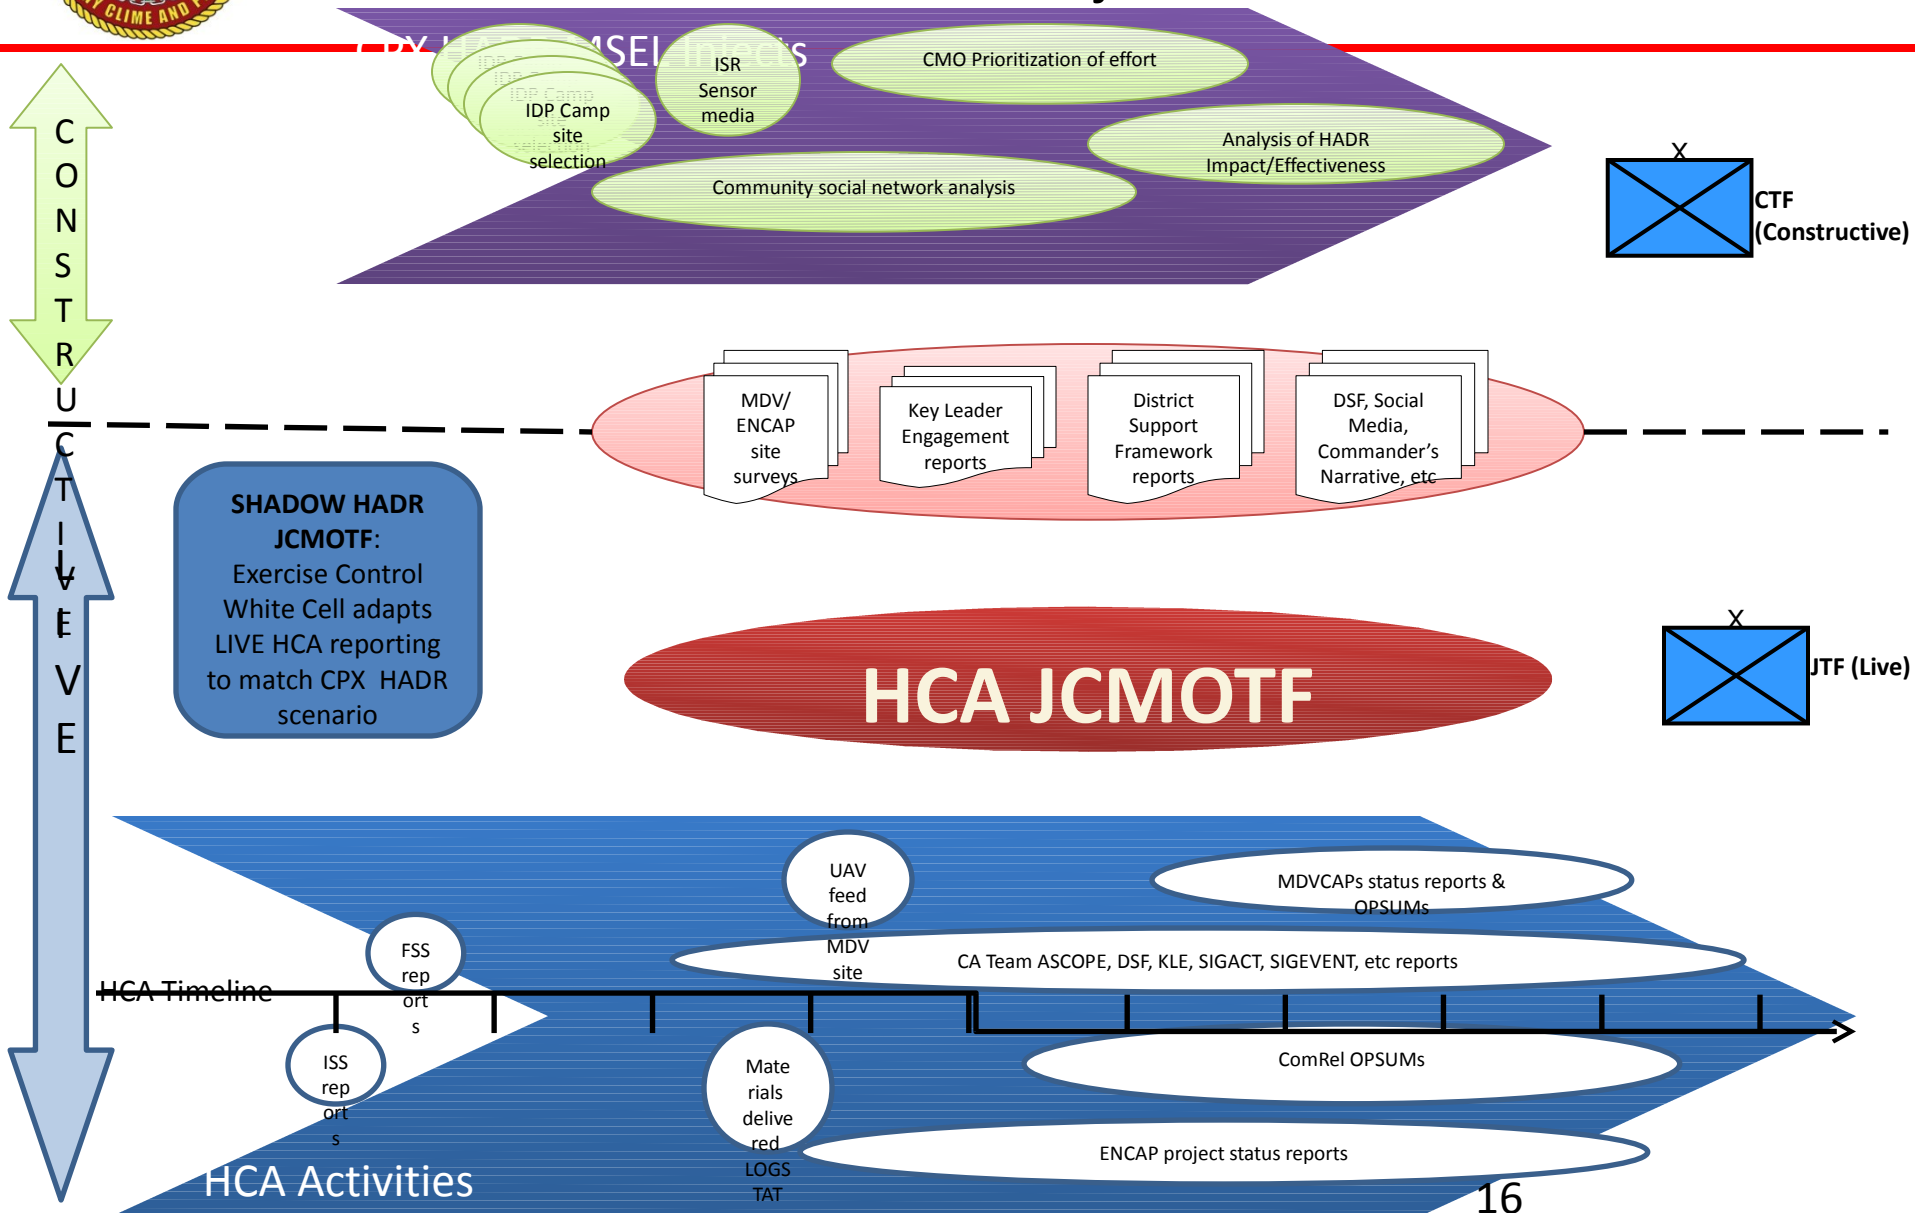 Y CLIME AND P
CPX HADR MSEL Injects
IDP Camp
site
selection
ISR
Sensor
media
CMO Prioritization of effort
Analysis of HADR
Impact/Effectiveness
Community social network analysis
X
CTF
(Constructive)
C
O
N
S
T
R
U
C
T
I
V
E
MDV/
ENCAP
site
surveys
Key Leader
Engagement
reports
District
Support
Framework
reports
DSF, Social
Media,
Commander's
Narrative, etc
SHADOW HADR
JCMOTF:
Exercise Control
White Cell adapts
LIVE HCA reporting
to match CPX HADR
scenario
L
I
V
E
HCA JCMOTF
X
JTF (Live)
UAV
feed
from
MDV
site
MDVCAPs status reports &
OPSUMs
FSS
rep
ort
s
CA Team ASCOPE, DSF, KLE, SIGACT, SIGEVENT, etc reports
HCA Timeline
ISS
rep
ort
s
Mate
rials
delive
red
LOGS
TAT
ComRel OPSUMs
ENCAP project status reports
HCA Activities
16